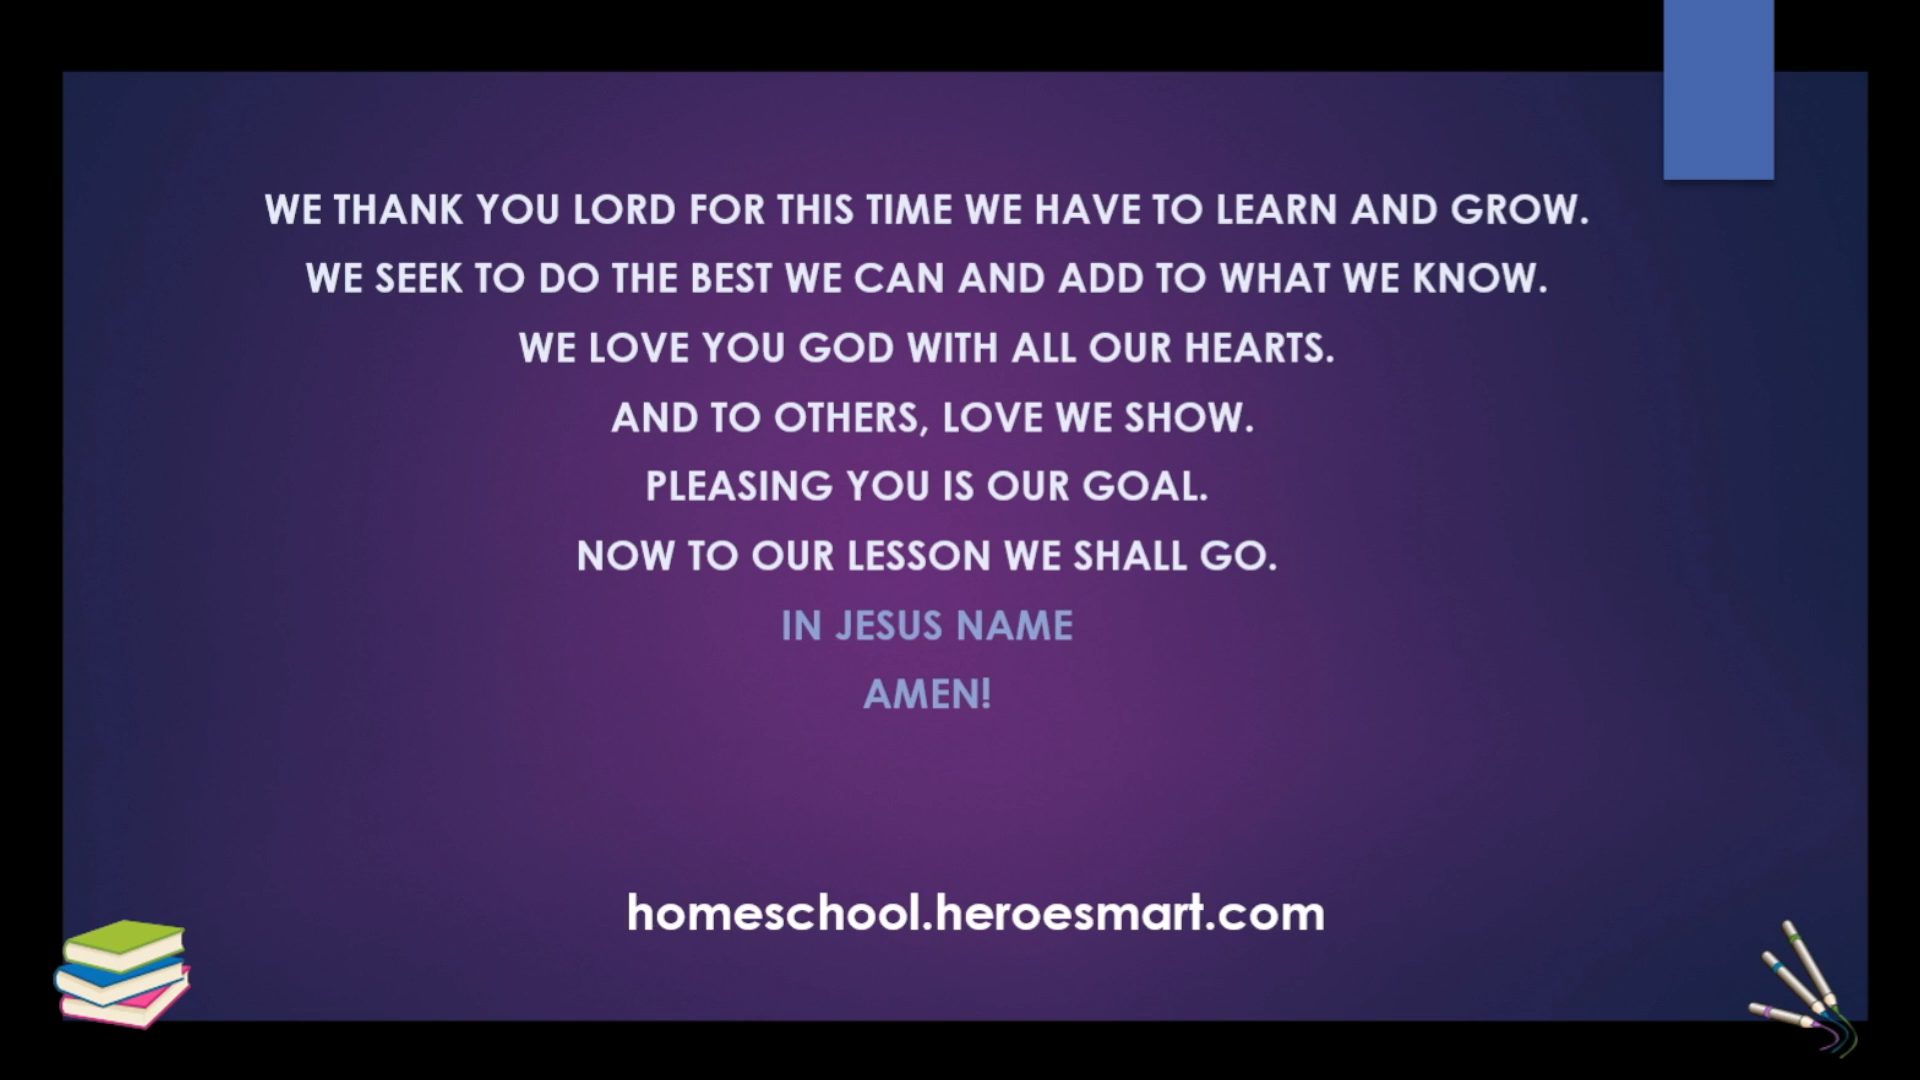 WE THANK YOU LORD FOR THIS TIME WE HAVE TO LEARN AND GROW.
WE SEEK TO DO THE BEST WE CAN AND ADD TO WHAT WE KNOW.
WE LOVE YOU GOD WITH ALL OUR HEARTS.
AND TO OTHERS, LOVE WE SHOW.
PLEASING YOU IS OUR GOAL.
NOW TO OUR LESSON WE SHALL GO.
IN JESUS NAME
AMEN!
homeschool.heroesmart.com